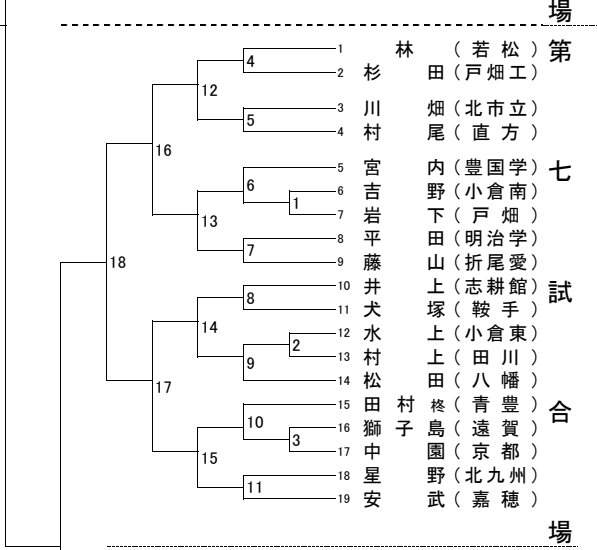 場
第七試合場
1 林 (若松)
4
2 杉田 (戸畑工)
12
3 川畑 (北市立)
5
4 村尾 (直方)
16
5 宮内 (豊国学)
6
6 吉野 (小倉南)
1
7 岩下 (戸畑)
13
8 平田 (明治学)
7
9 藤山 (折尾愛)
18
10 井上 (志耕館)
8
11 犬塚 (鞍手)
14
12 水上 (小倉東)
2
13 村上 (田川)
9
14 松田 (八幡)
17
15 田村柊 (青豊)
10
16 獅子島 (遠賀)
3
17 中園 (京都)
15
18 星野 (北九州)
11
19 安武 (嘉穂)